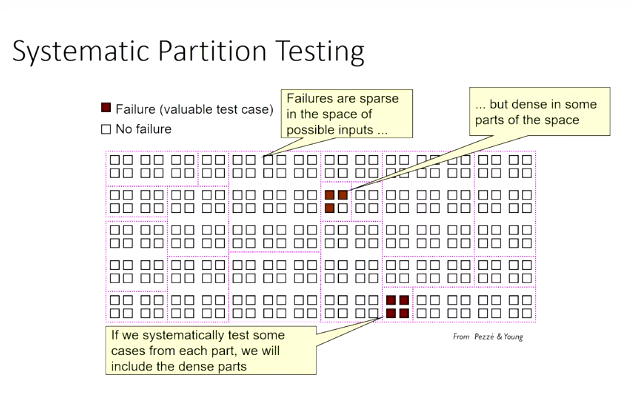 Systematic Partition Testing
Failure (valuable test case)
No failure
Failures are sparse
in the space of
possible inputs ...
... but dense in some
parts of the space
If we systematically test some
cases from each part, we will
include the dense parts
From Pezzè & Young